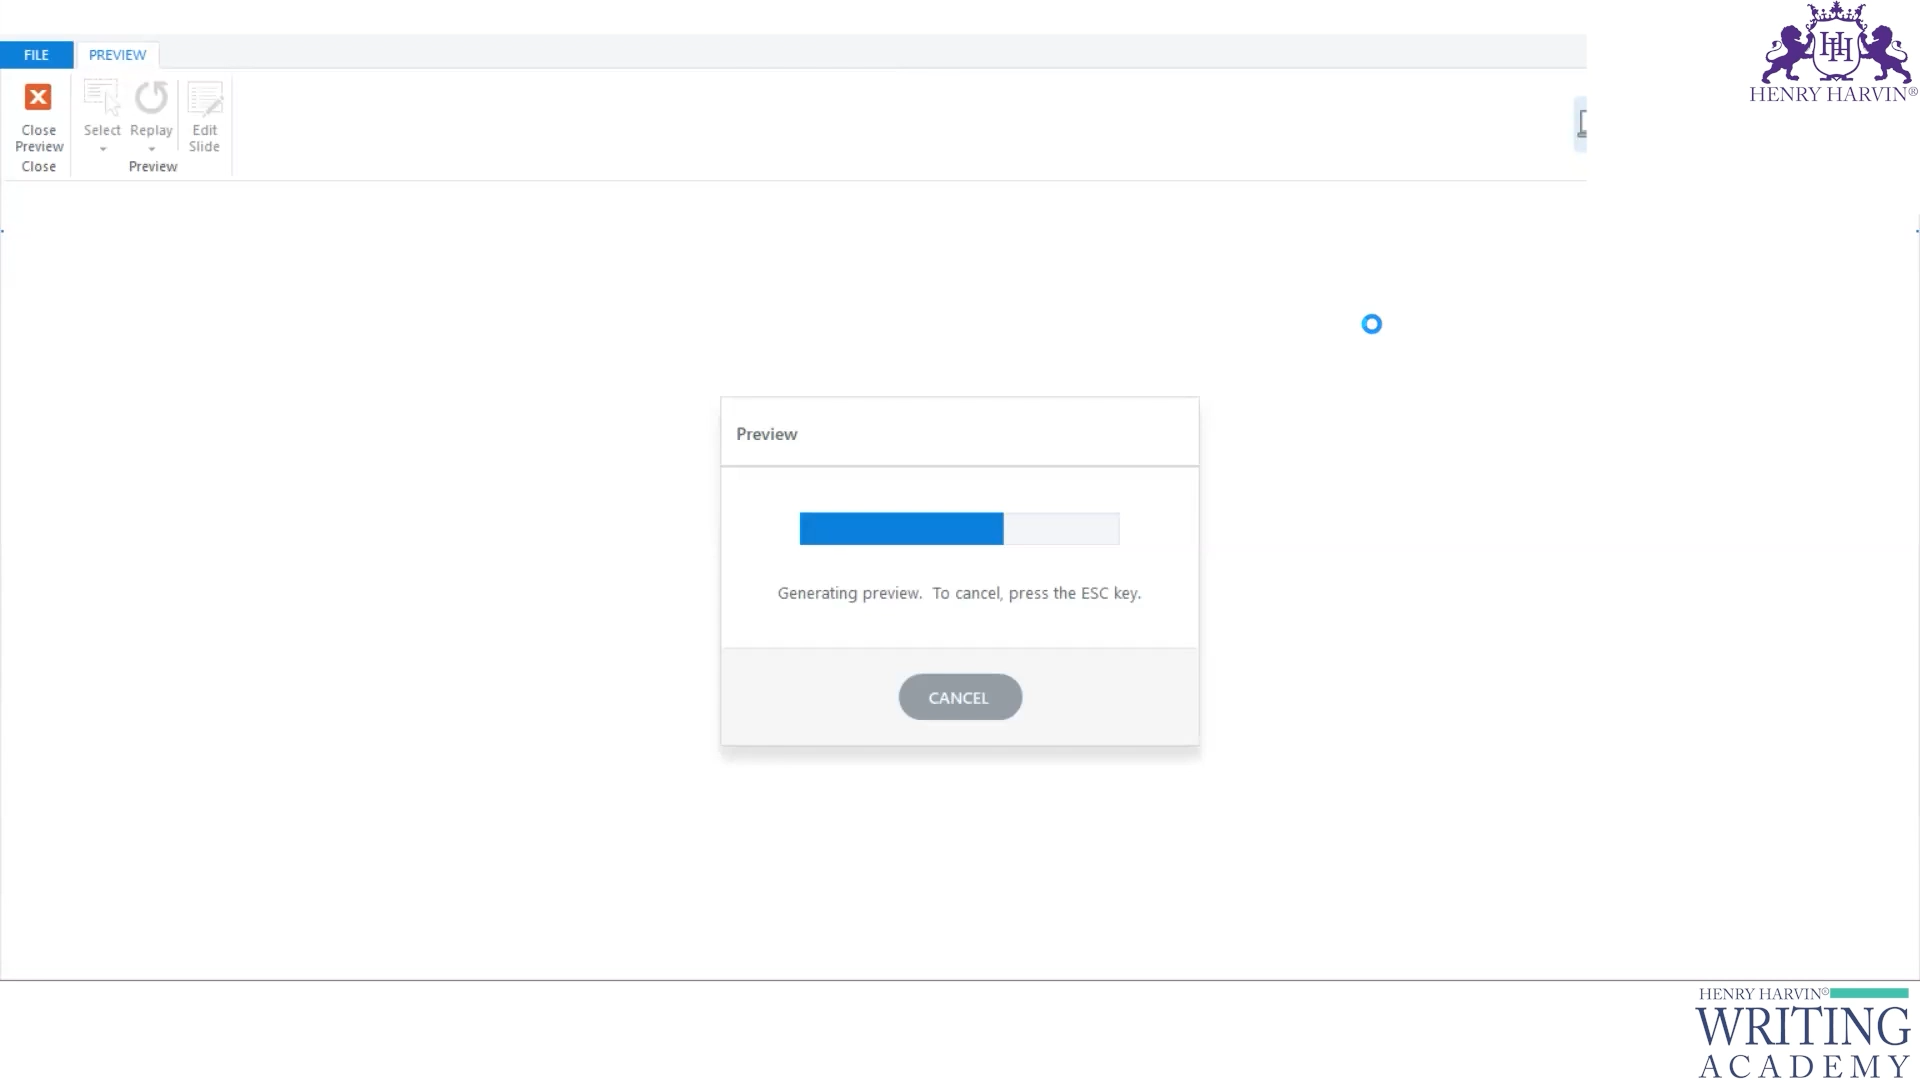 HENRY HARVIN®
FILE
PREVIEW
Close
Preview
Select
Replay
Edit
Slide
Close
Preview
Preview
Generating preview.  To cancel, press the ESC key.
CANCEL
HENRY HARVIN®
WRITING
ACADEMY